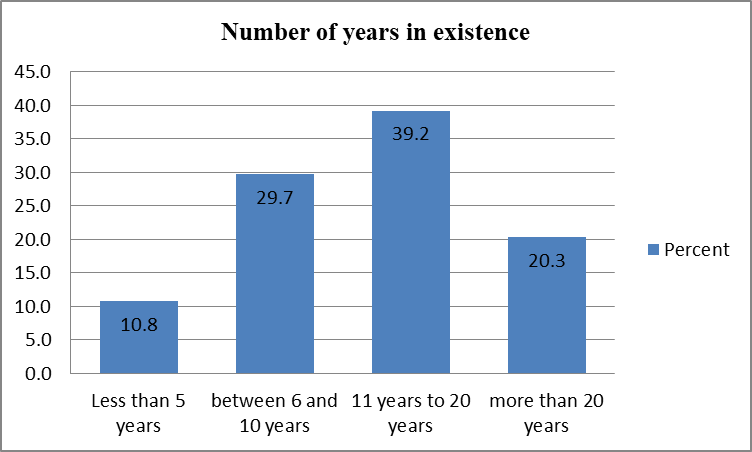 Number of years in existence
45.0
40.0
35.0
30.0
25.0
20.0
15.0
10.0
5.0
0.0
10.8
29.7
39.2
20.3
Less than 5
years
between 6 and
10 years
11 years to 20
years
more than 20
years
Percent